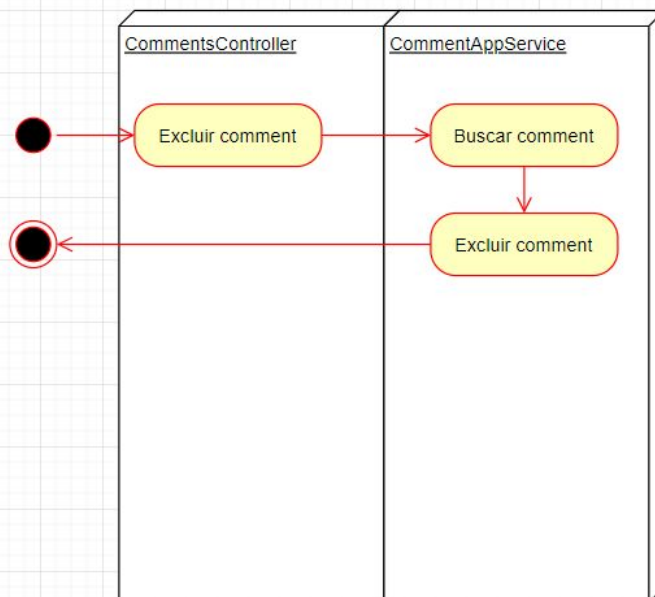 CommentsController
CommentAppService
Excluir comment
Buscar comment
Excluir comment